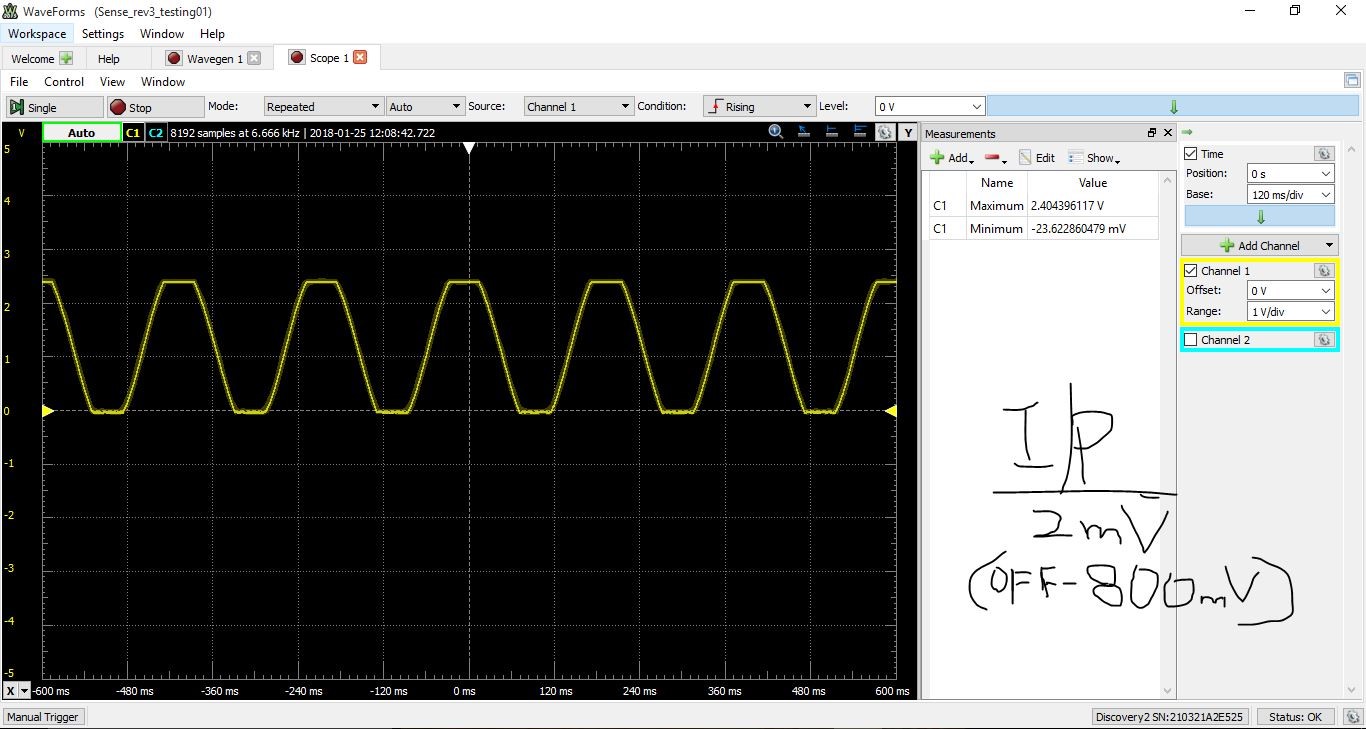 WaveForms (Sense_rev3_testing01)
Workspace Settings Window Help
Welcome Help Wavegen 1 Scope 1
File Control View Window
Single Stop Mode: Repeated Auto Source: Channel 1 Condition: Rising Level: 0 V
V Auto C1 C2 8192 samples at 6.666 kHz | 2018-01-25 12:08:42.722 Y
5
4
3
2
1
0
-1
-2
-3
-4
-5
X -600 ms -480 ms -360 ms -240 ms -120 ms 0 ms 120 ms 240 ms 360 ms 480 ms 600 ms
Measurements
Add Edit Show
Name Value
C1 Maximum 2.404396117 V
C1 Minimum -23.622860479 mV
Time
Position: 0 s
Base: 120 ms/div
Add Channel
Channel 1
Offset: 0 V
Range: 1 V/div
Channel 2
I/p
2mV
(OFF-800mV)
Manual Trigger Discovery2 SN:210321A2E525 Status: OK